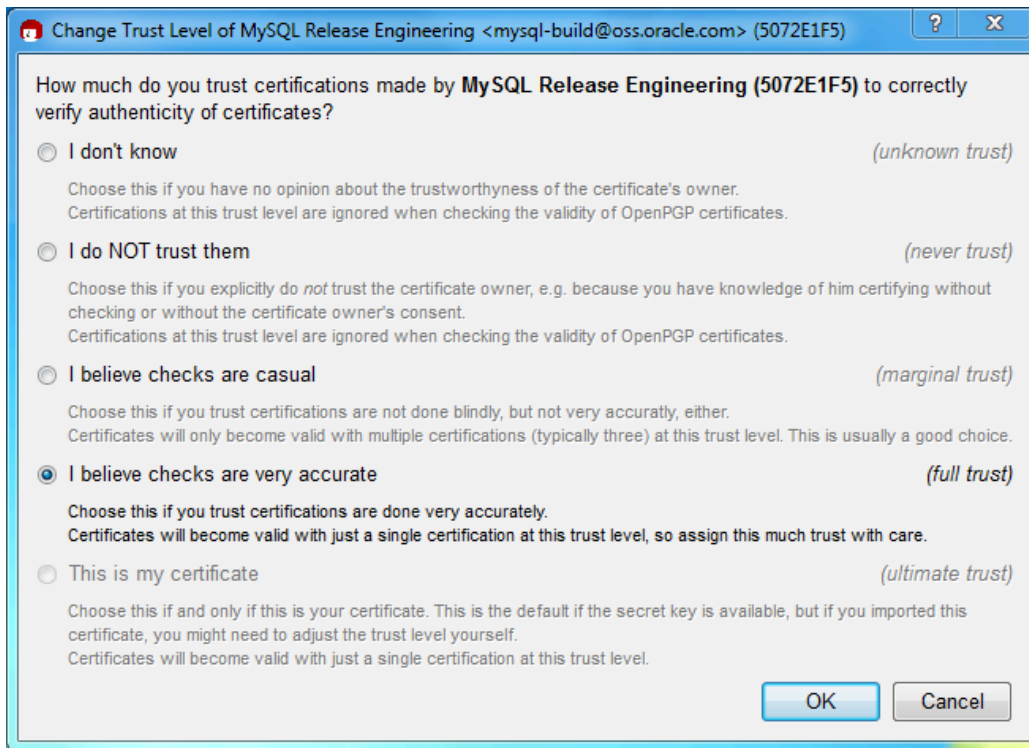 Change Trust Level of MySQL Release Engineering <mysql-build@oss.oracle.com> (5072E1F5)
How much do you trust certifications made by MySQL Release Engineering (5072E1F5) to correctly
verify authenticity of certificates?
I don't know (unknown trust)
Choose this if you have no opinion about the trustworthyness of the certificate's owner.
Certifications at this trust level are ignored when checking the validity of OpenPGP certificates.
I do NOT trust them (never trust)
Choose this if you explicitly do not trust the certificate owner, e.g. because you have knowledge of him certifying without
checking or without the certificate owner's consent.
Certifications at this trust level are ignored when checking the validity of OpenPGP certificates.
I believe checks are casual (marginal trust)
Choose this if you trust certifications are not done blindly, but not very accuratly, either.
Certificates will only become valid with multiple certifications (typically three) at this trust level. This is usually a good choice.
I believe checks are very accurate (full trust)
Choose this if you trust certifications are done very accurately.
Certificates will become valid with just a single certification at this trust level, so assign this much trust with care.
This is my certificate (ultimate trust)
Choose this if and only if this is your certificate. This is the default if the secret key is available, but if you imported this
certificate, you might need to adjust the trust level yourself.
Certificates will become valid with just a single certification at this trust level.
OK Cancel